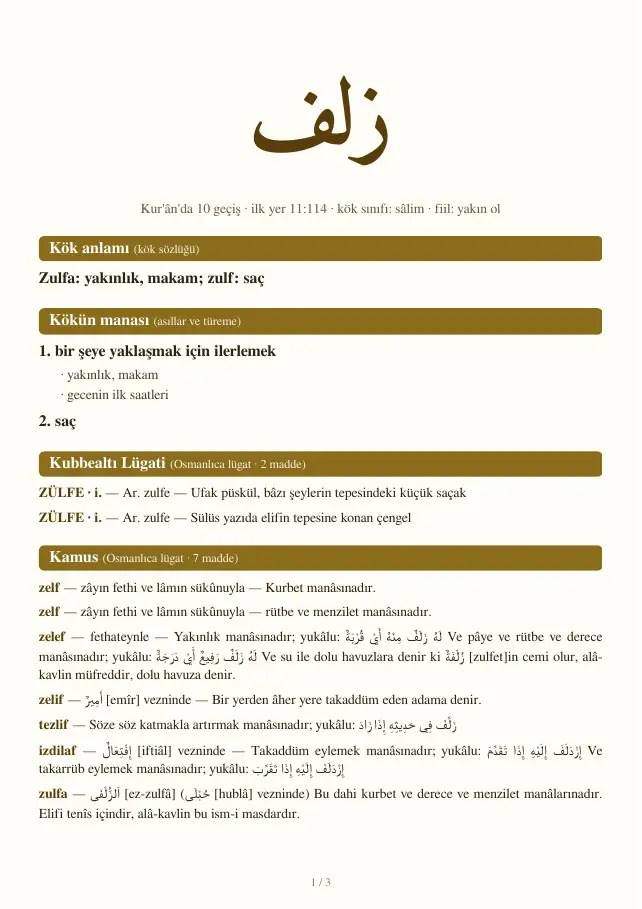 زلف
Kur'ân'da 10 geçiş · ilk yer 11:114 · kök sınıfı: sâlim · fiil: yakın ol
Kök anlamı (kök sözlüğü)
Zulfa: yakınlık, makam; zulf: saç
Kökün manası (asıllar ve türeme)
1. bir şeye yaklaşmak için ilerlemek
· yakınlık, makam
· gecenin ilk saatleri
2. saç
Kubbealtı Lügati (Osmanlıca lügat · 2 madde)
ZÜLFE · i. — Ar. zulfe — Ufak püskül, bâzı şeylerin tepesindeki küçük saçak
ZÜLFE · i. — Ar. zulfe — Sülüs yazıda elifin tepesine konan çengel
Kamus (Osmanlıca lügat · 7 madde)
zelf — zâyın fethi ve lâmın sükûnuyla — Kurbet manâsınadır.
zelf — zâyın fethi ve lâmın sükûnuyla — rütbe ve menzilet manâsınadır.
zelef — fethateynle — Yakınlık manâsınadır; yukâlu: لَهُ زَلَفٌ مِنْهُ أَيْ قُرْبَةٌ Ve pâye ve rütbe ve derece
manâsınadır; yukâlu: لَهُ زَلَفٌ رَفِيعٌ أَيْ دَرَجَةٌ Ve su ile dolu havuzlara denir ki زُلْفَةٌ [zulfet]in cemi olur, alâ-
kavlin müfreddir, dolu havuza denir.
zelif — أَمِيرٌ [emîr] vezninde — Bir yerden âher yere takaddüm eden adama denir.
tezlif — Söze söz katmakla artırmak manâsınadır; yukâlu: زَلَّفَ فِي حَدِيثِهِ إِذَا زَادَ
izdilaf — إِفْتِعَالٌ [iftiâl] vezninde — Takaddüm eylemek manâsınadır; yukâlu: إِزْدَلَفَ إِلَيْهِ إِذَا تَقَدَّمَ Ve
takarrüb eylemek manâsınadır; yukâlu: إِزْدَلَفَ إِلَيْهِ إِذَا تَقَرَّبَ
zulfa — اَلزُّلْفَى [ez-zulfâ] (حُبْلَى [hublâ] vezninde) Bu dahi kurbet ve derece ve menzilet manâlarınadır.
Elifi tenîs içindir, alâ-kavlin bu ism-i masdardır.
1 / 3